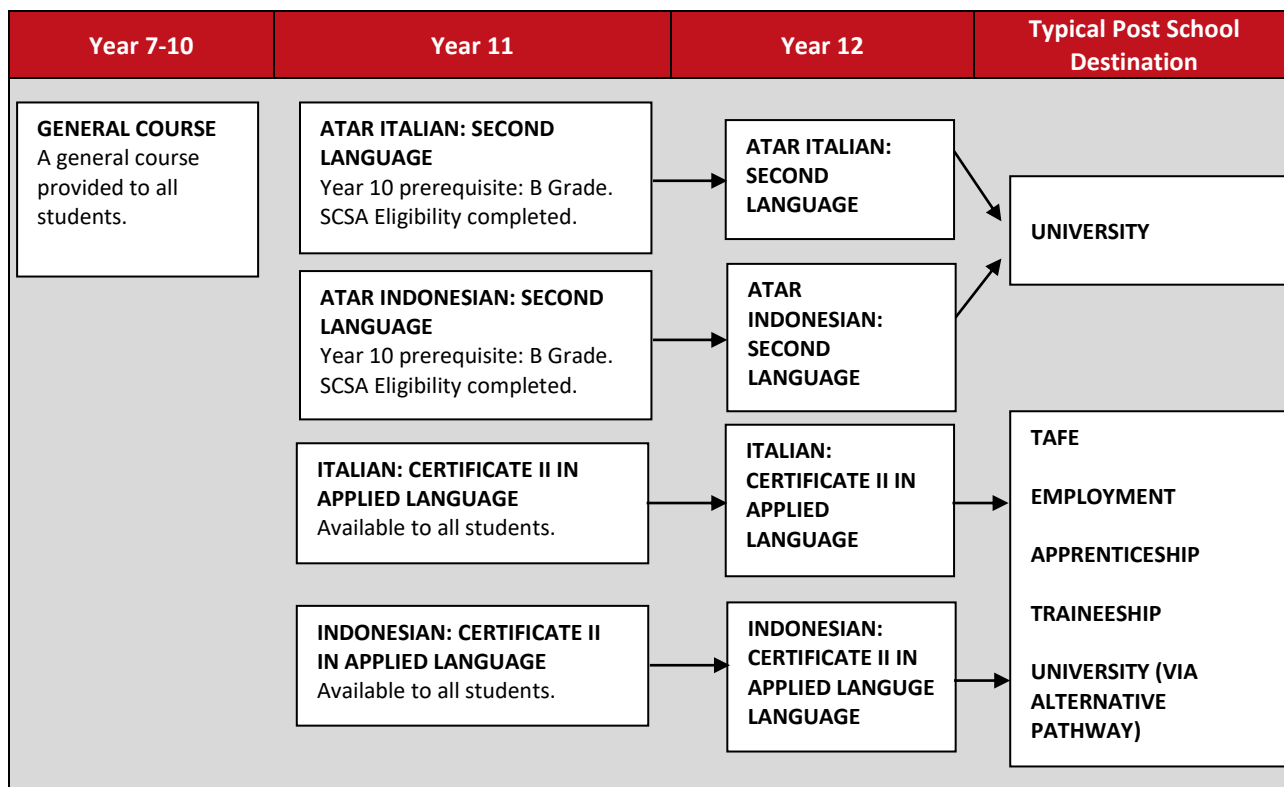 Year 7-10
Year 11
Year 12
Typical Post School
Destination
GENERAL COURSE
A general course
provided to all
students.
ATAR ITALIAN: SECOND
LANGUAGE
Year 10 prerequisite: B Grade.
SCSA Eligibility completed.
ATAR ITALIAN:
SECOND
LANGUAGE
UNIVERSITY
ATAR INDONESIAN: SECOND
LANGUAGE
Year 10 prerequisite: B Grade.
SCSA Eligibility completed.
ATAR
INDONESIAN:
SECOND
LANGUAGE
ITALIAN: CERTIFICATE II IN
APPLIED LANGUAGE
Available to all students.
ITALIAN:
CERTIFICATE II IN
APPLIED
LANGUAGE
INDONESIAN: CERTIFICATE II
IN APPLIED LANGUAGE
Available to all students.
INDONESIAN:
CERTIFICATE II IN
APPLIED LANGUGE
LANGUAGE
TAFE
EMPLOYMENT
APPRENTICESHIP
TRAINEESHIP
UNIVERSITY (VIA
ALTERNATIVE
PATHWAY)